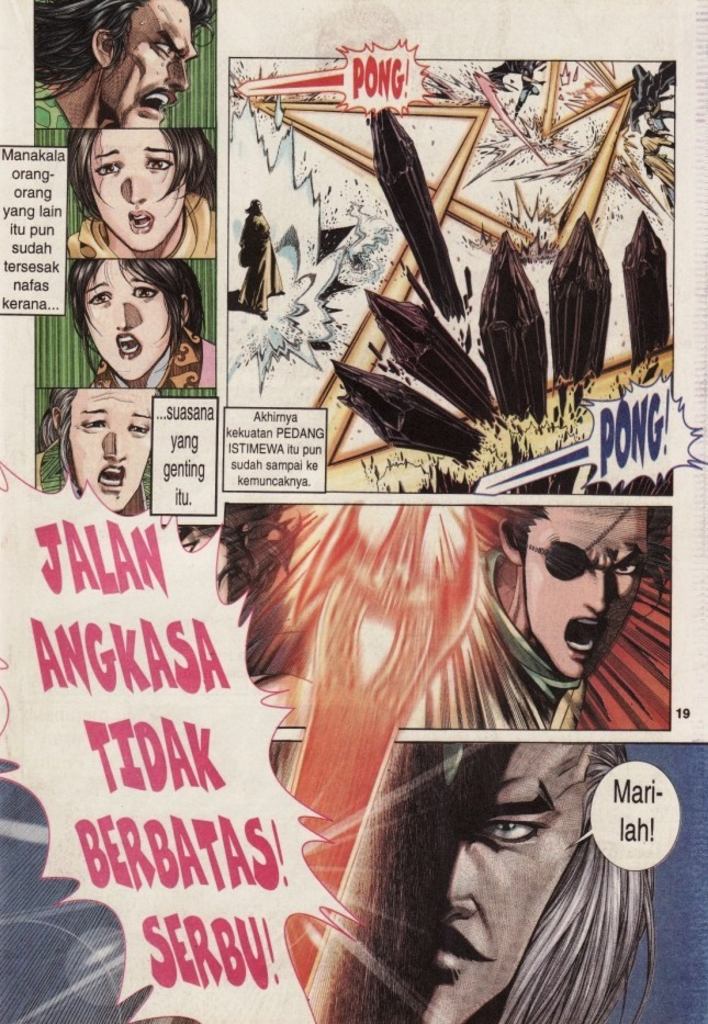 Manakala
orang-
orang
yang lain
itu pun
sudah
tersesak
nafas
kerana...
...suasana
yang
genting
itu.
PONG!
Akhirnya
kekuatan PEDANG
ISTIMEWA itu pun
sudah sampai ke
kemuncaknya.
PONG!
JALAN
ANGKASA
TIDAK
BERBATAS!
SERBU!
19
Mari-
lah!